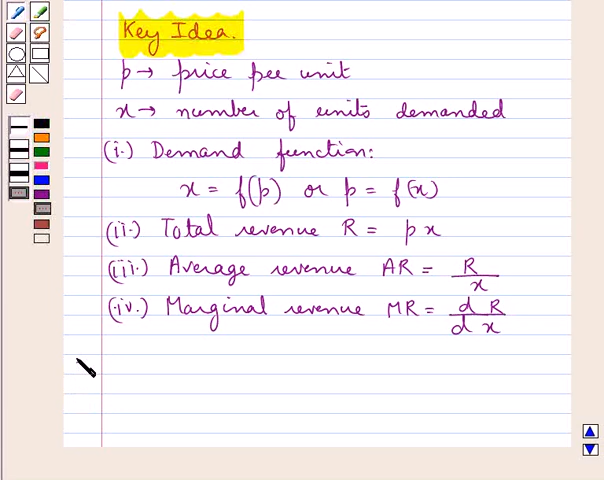 Key Idea.
p → price per unit
x → number of units demanded
(i.) Demand function:
x = f(p) or p = f(x)
(ii.) Total revenue R = px
(iii.) Average revenue AR = R/x
(iv.) Marginal revenue MR = dR/dx